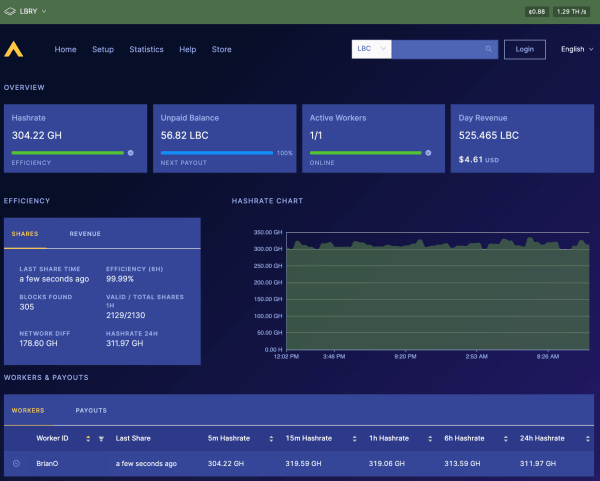 LBRY
¢0.88
1.29 TH /s
Home Setup Statistics Help Store
LBC
Login
English
OVERVIEW
Hashrate
304.22 GH
EFFICIENCY
Unpaid Balance
56.82 LBC
100%
NEXT PAYOUT
Active Workers
1/1
ONLINE
Day Revenue
525.465 LBC
$4.61 USD
EFFICIENCY
SHARES REVENUE
LAST SHARE TIME
a few seconds ago
EFFICIENCY (6H)
99.99%
BLOCKS FOUND
305
VALID / TOTAL SHARES
1H
2129/2130
NETWORK DIFF
178.60 GH
HASHRATE 24H
311.97 GH
HASHRATE CHART
350.00 GH
300.00 GH
250.00 GH
200.00 GH
150.00 GH
100.00 GH
50.00 GH
0.00 H
12:02 PM 3:46 PM 9:20 PM 2:53 AM 8:26 AM
WORKERS & PAYOUTS
WORKERS PAYOUTS
Worker ID Last Share 5m Hashrate 15m Hashrate 1h Hashrate 6h Hashrate 24h Hashrate
BrianO a few seconds ago 304.22 GH 319.59 GH 319.06 GH 313.59 GH 311.97 GH